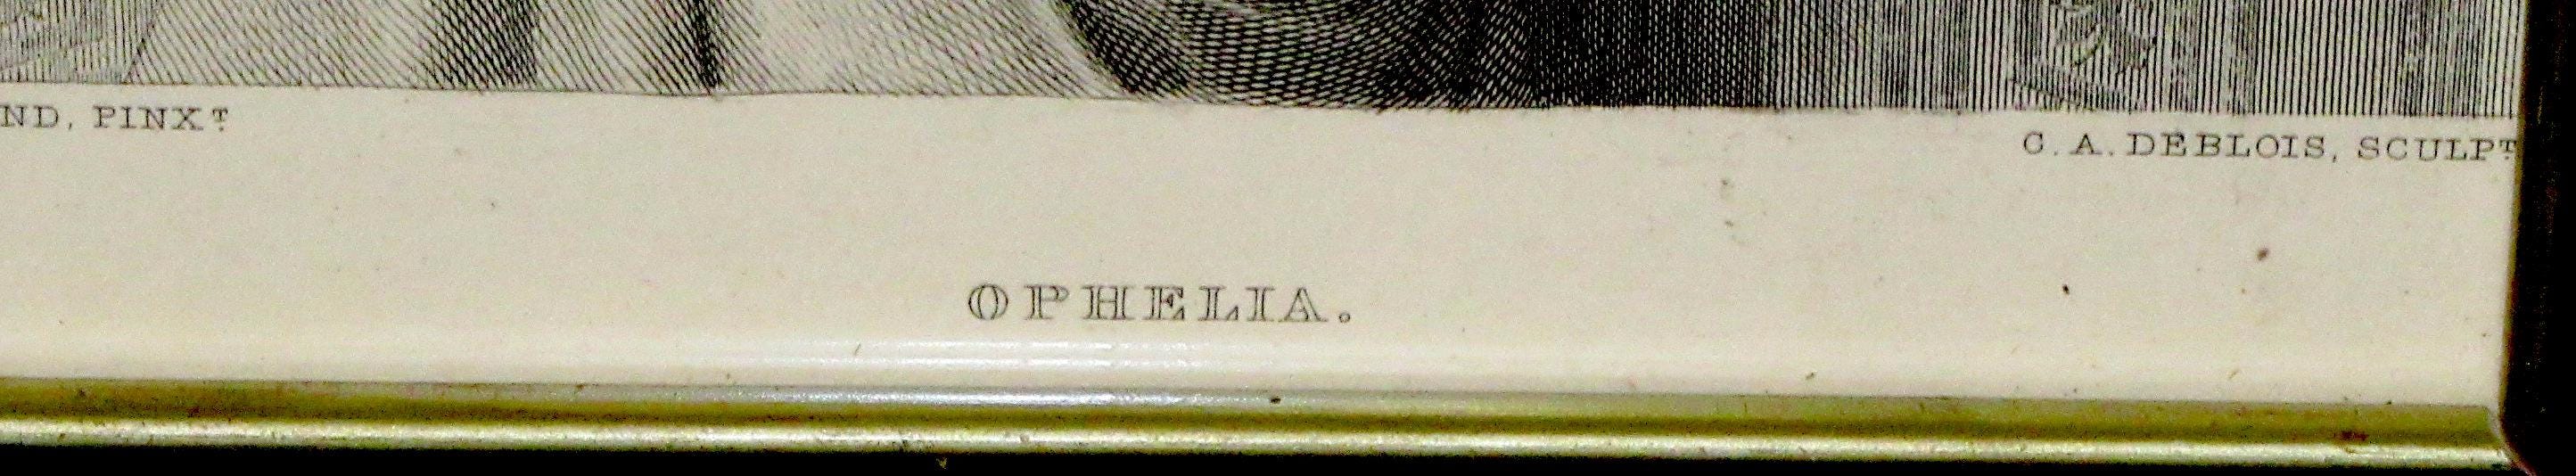 ND, PINXT
C. A. DEBLOIS, SCULPT
OPHELIA.